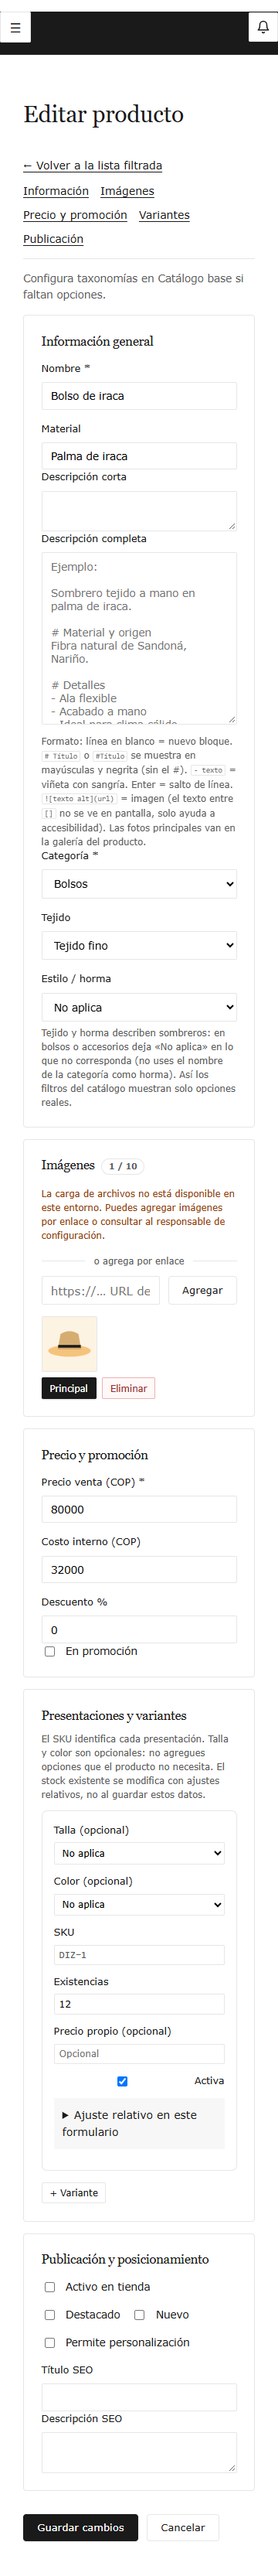 Editar producto
← Volver a la lista filtrada
Información Imágenes
Precio y promoción Variantes
Publicación
Configura taxonomías en Catálogo base si
faltan opciones.
Información general
Nombre *
Bolso de iraca
Material
Palma de iraca
Descripción corta
Descripción completa
Ejemplo:
Sombrero tejido a mano en
palma de iraca.
# Material y origen
Fibra natural de Sandoná,
Nariño.
# Detalles
- Ala flexible
- Acabado a mano
- Ideal para clima cálido
Formato: línea en blanco = nuevo bloque.
# Título o #Título se muestra en
mayúsculas y negrita (sin el #). - texto =
viñeta con sangría. Enter = salto de línea.
![texto alt](url) = imagen (el texto entre
[] no se ve en pantalla, solo ayuda a
accesibilidad). Las fotos principales van en
la galería del producto.
Categoría *
Bolsos
Tejido
Tejido fino
Estilo / horma
No aplica
Tejido y horma describen sombreros: en
bolsos o accesorios deja «No aplica» en lo
que no corresponda (no uses el nombre
de la categoría como horma). Así los
filtros del catálogo muestran solo opciones
reales.
Imágenes 1 / 10
La carga de archivos no está disponible en
este entorno. Puedes agregar imágenes
por enlace o consultar al responsable de
configuración.
o agrega por enlace
https://... URL de Agregar
Principal Eliminar
Precio y promoción
Precio venta (COP) *
80000
Costo interno (COP)
32000
Descuento %
0
En promoción
Presentaciones y variantes
El SKU identifica cada presentación. Talla
y color son opcionales: no agregues
opciones que el producto no necesita. El
stock existente se modifica con ajustes
relativos, no al guardar estos datos.
Talla (opcional)
No aplica
Color (opcional)
No aplica
SKU
DIZ-1
Existencias
12
Precio propio (opcional)
Opcional
Activa
▶ Ajuste relativo en este
formulario
+ Variante
Publicación y posicionamiento
Activo en tienda
Destacado Nuevo
Permite personalización
Título SEO
Descripción SEO
Guardar cambios Cancelar